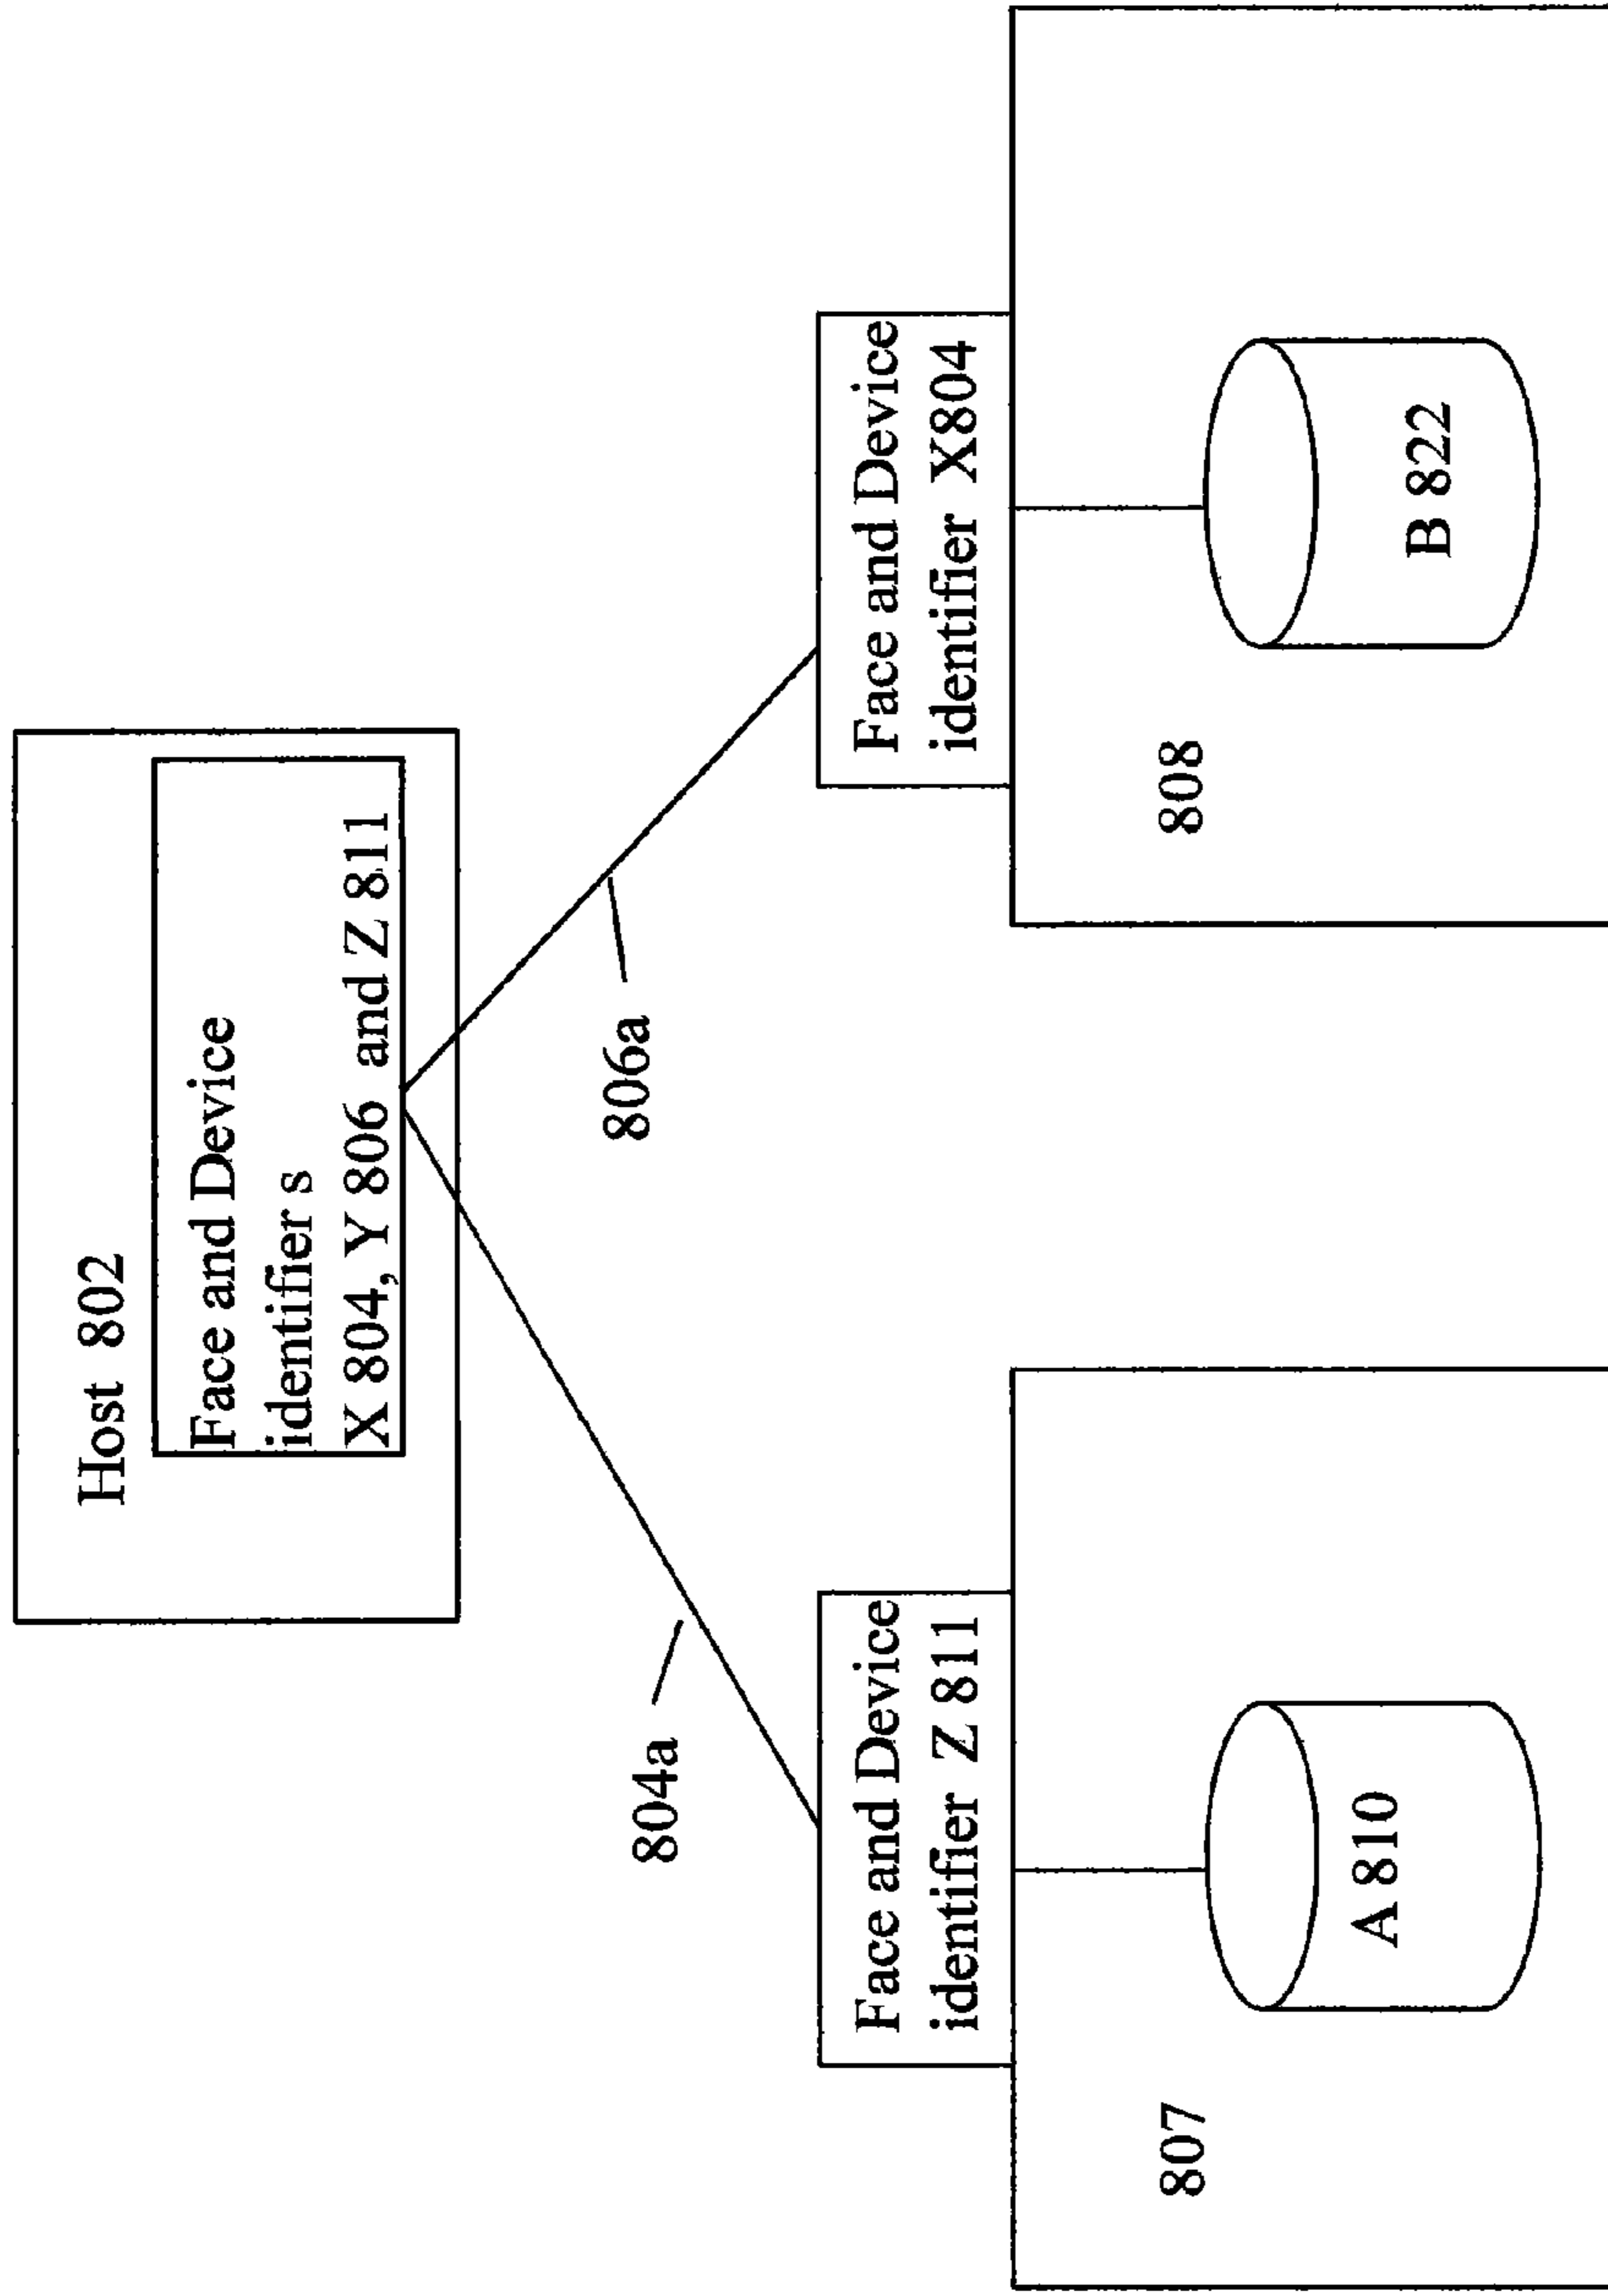 Host 802
Face and Device
identifier s
X 804, Y 806 and Z 811
804a
806a
Face and Device
identifier Z 811
Face and Device
identifier X804
807
A 810
808
B 822